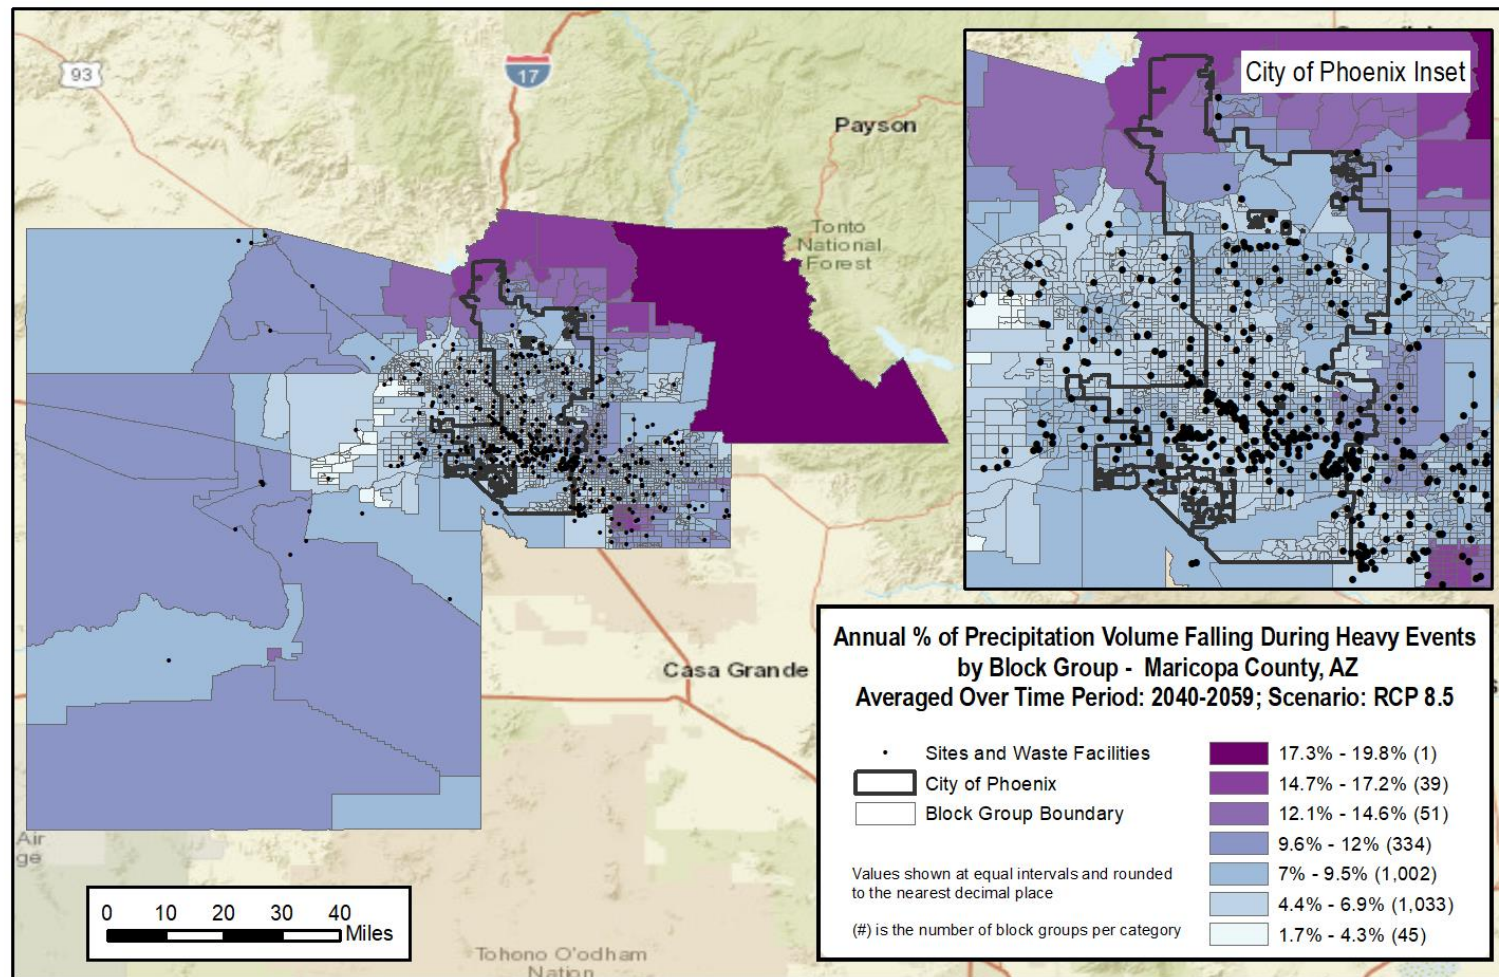 93
17
Payson
Tonto
National
Forest
City of Phoenix Inset
Casa Grande
Air
ge
Tohono O'odham
Nation
0 10 20 30 40
Miles
Annual % of Precipitation Volume Falling During Heavy Events
by Block Group - Maricopa County, AZ
Averaged Over Time Period: 2040-2059; Scenario: RCP 8.5
Sites and Waste Facilities
City of Phoenix
Block Group Boundary
Values shown at equal intervals and rounded
to the nearest decimal place
(#) is the number of block groups per category
17.3% - 19.8% (1)
14.7% - 17.2% (39)
12.1% - 14.6% (51)
9.6% - 12% (334)
7% - 9.5% (1,002)
4.4% - 6.9% (1,033)
1.7% - 4.3% (45)